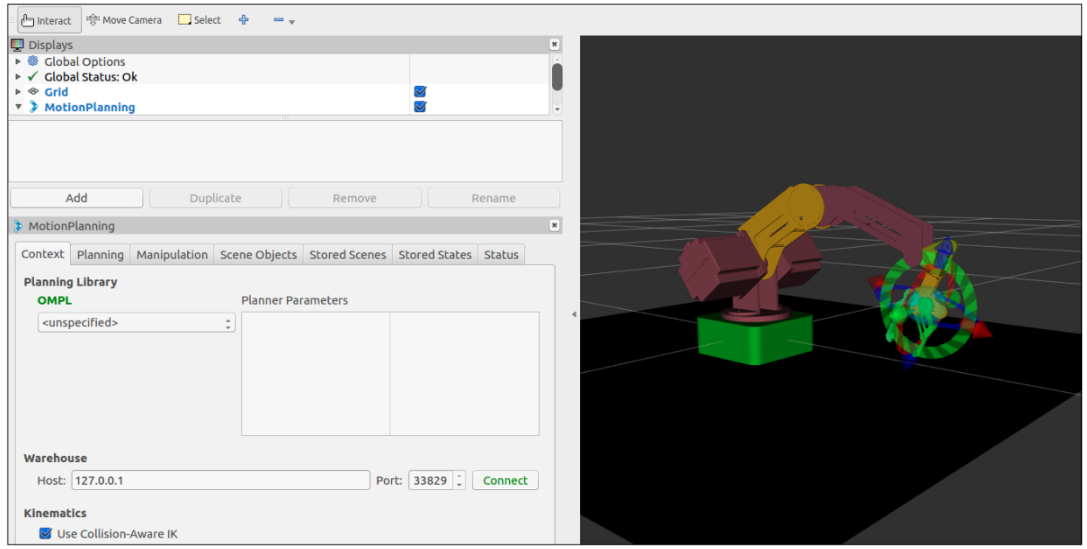 Interact Move Camera Select
Displays
Global Options
Global Status: Ok
Grid
MotionPlanning
Add Duplicate Remove Rename
MotionPlanning
Context Planning Manipulation Scene Objects Stored Scenes Stored States Status
Planning Library
OMPL Planner Parameters
<unspecified>
Warehouse
Host: 127.0.0.1 Port: 33829 Connect
Kinematics
Use Collision-Aware IK